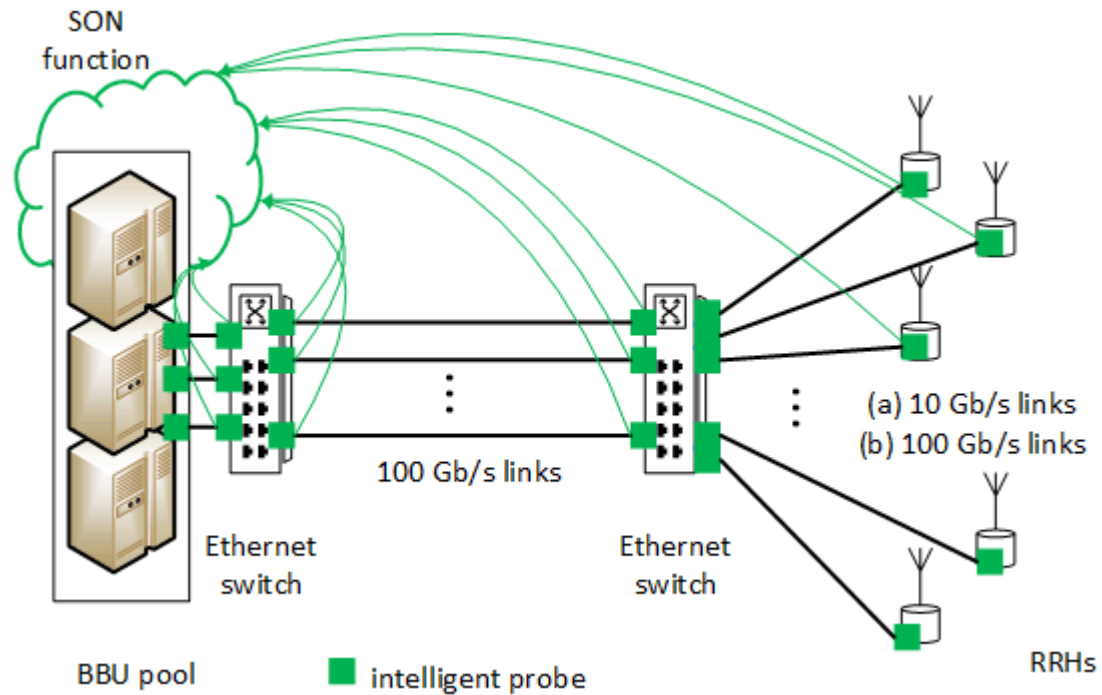 SON
function
(a) 10 Gb/s links
(b) 100 Gb/s links
100 Gb/s links
Ethernet
switch
Ethernet
switch
BBU pool
intelligent probe
RRHs